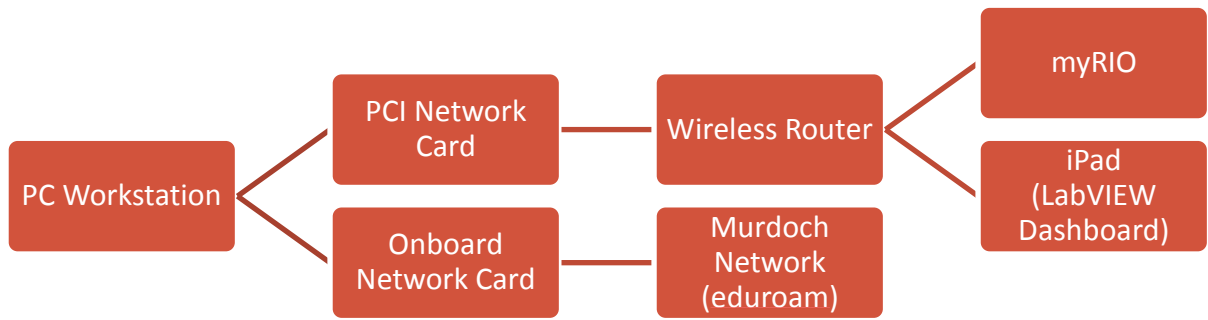 PC Workstation
PCI Network
Card
Onboard
Network Card
Wireless Router
Murdoch
Network
(eduroam)
myRIO
iPad
(LabVIEW
Dashboard)